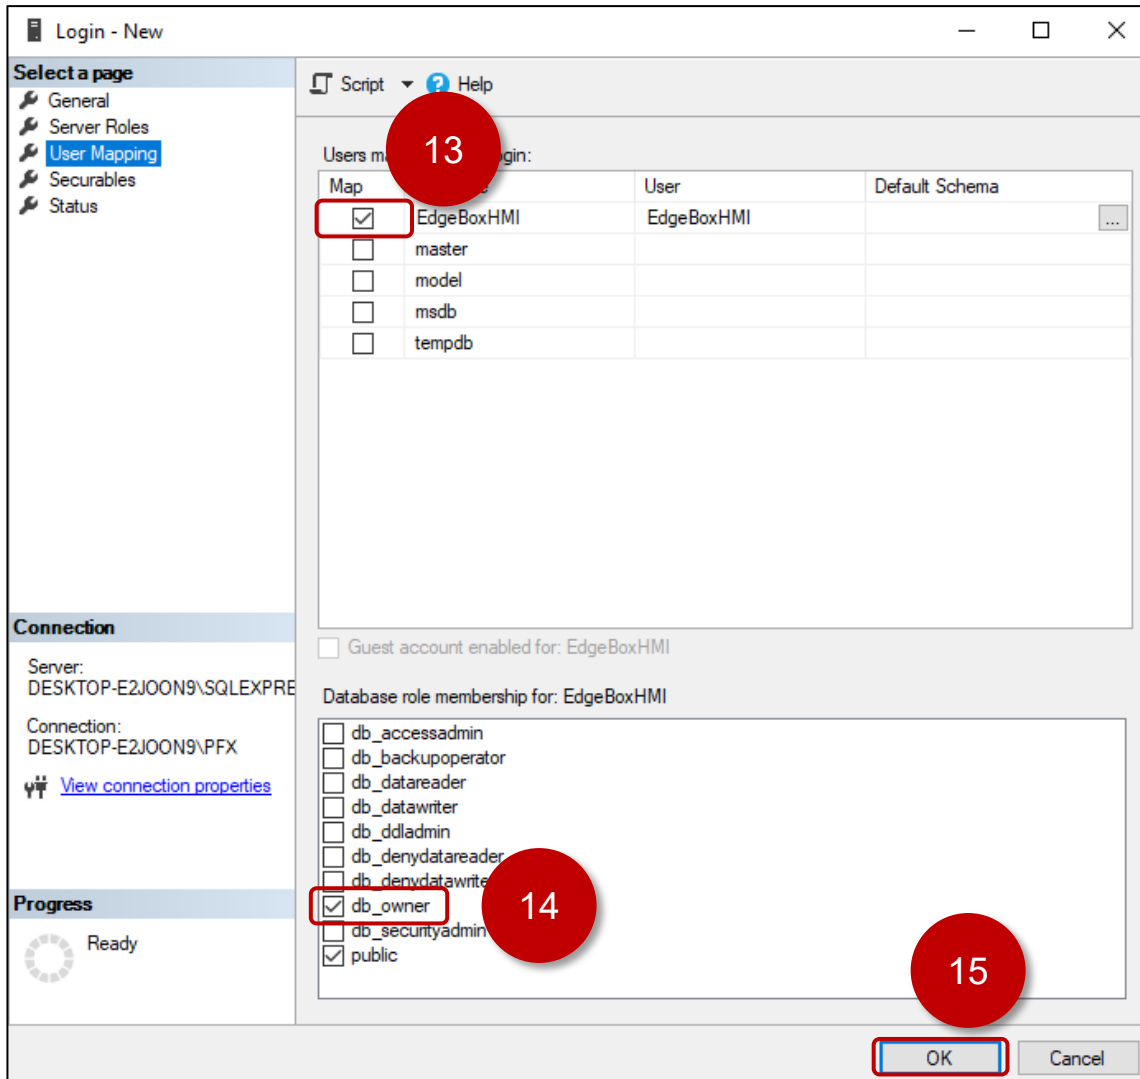 Login - New
Select a page
General
Server Roles
User Mapping
Securables
Status
Script
Help
13
Users
Map
User
Default Schema
EdgeBoxHMI
EdgeBoxHMI
...
master
model
msdb
tempdb
Guest account enabled for: EdgeBoxHMI
Database role membership for: EdgeBoxHMI
db_accessadmin
db_backupoperator
db_datareader
db_datawriter
db_ddladmin
db_denydatareader
db_denydatawrite
db_owner
14
db_securityadmin
public
Connection
Server:
DESKTOP-E2JOON9\SQLEXPRE
Connection:
DESKTOP-E2JOON9\PFX
View connection properties
Progress
Ready
15
OK
Cancel